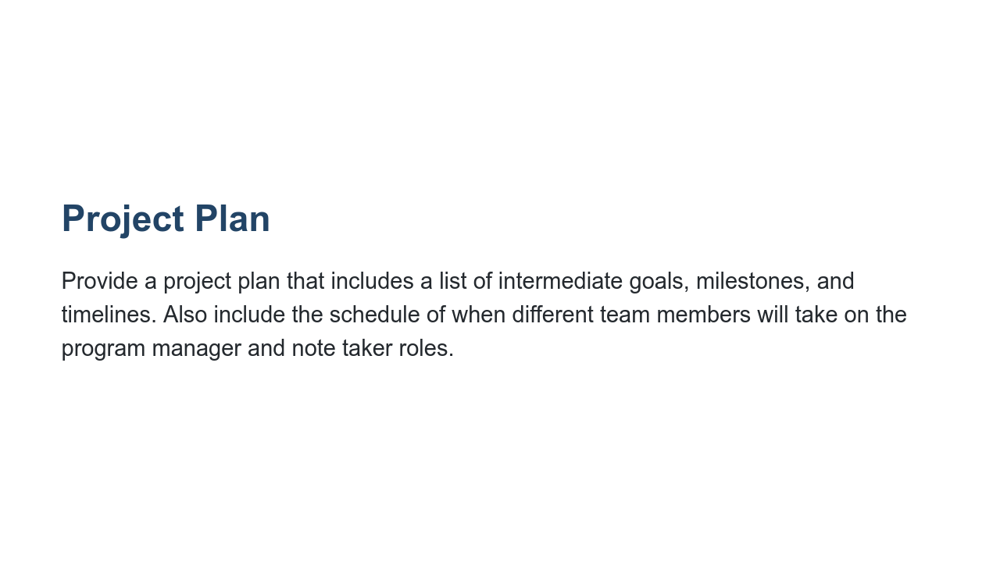 Project Plan
Provide a project plan that includes a list of intermediate goals, milestones, and
timelines. Also include the schedule of when different team members will take on the
program manager and note taker roles.